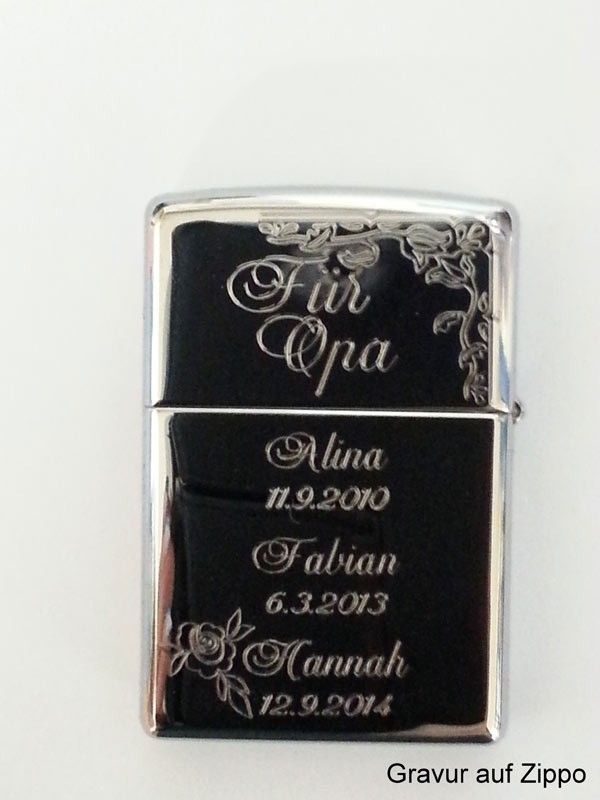 Für
Opa
Alina
11.9.2010
Fabian
6.3.2013
Hannah
12.9.2014
Gravur auf Zippo